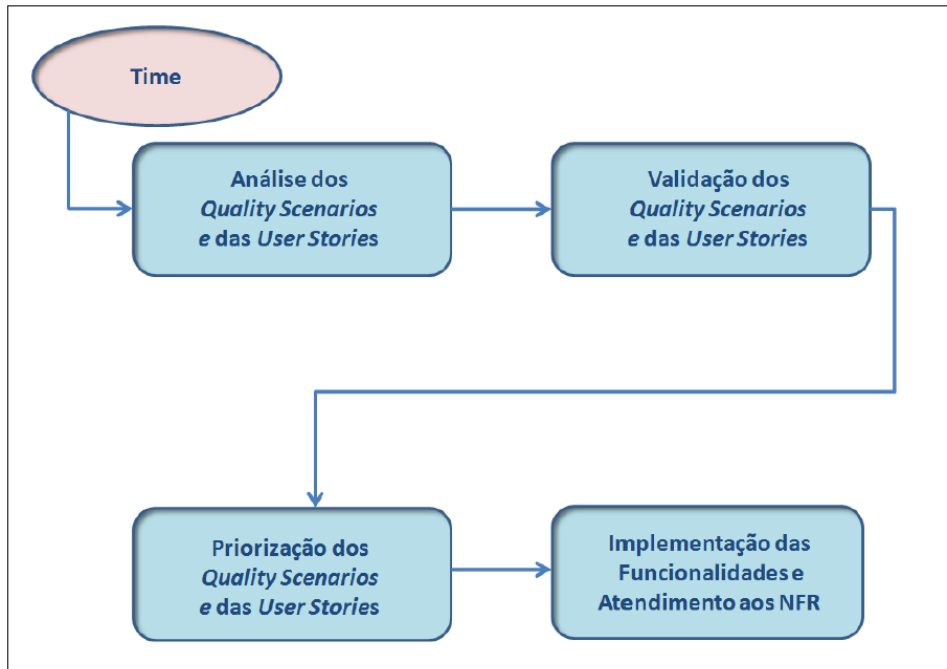 Time
Análise dos
Quality Scenarios
e das User Stories
Validação dos
Quality Scenarios
e das User Stories
Priorização dos
Quality Scenarios
e das User Stories
Implementação das
Funcionalidades e
Atendimento aos NFR